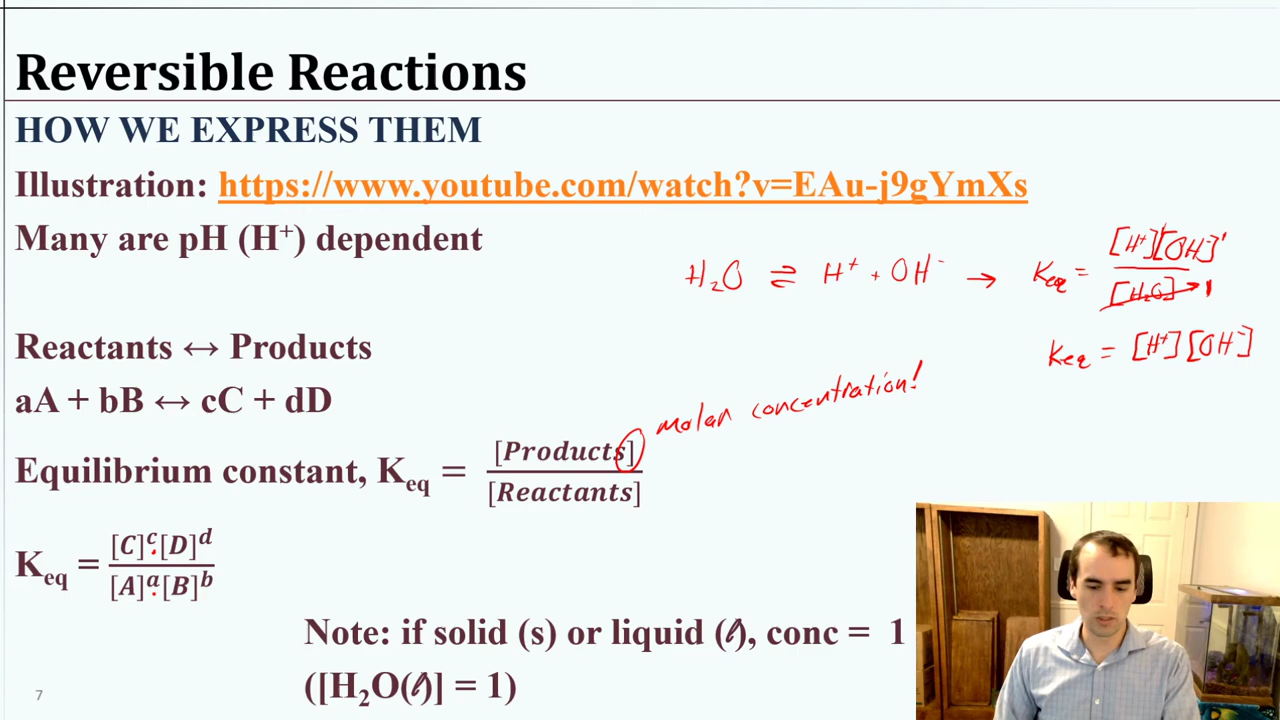 Reversible Reactions
HOW WE EXPRESS THEM
Illustration: https://www.youtube.com/watch?v=EAu-j9gYmXs
Many are pH (H⁺) dependent
H₂O ⇌ H⁺ + OH⁻ → Keq = [H⁺]¹[OH⁻]¹ / [H₂O] → 1
Keq = [H⁺][OH⁻]
Reactants ↔ Products
aA + bB ↔ cC + dD
molar concentration!
Equilibrium constant, Keq = [Products] / [Reactants]
Keq = [C]ᶜ·[D]ᵈ / [A]ᵃ·[B]ᵇ
Note: if solid (s) or liquid (l), conc = 1
([H₂O(l)] = 1)
7